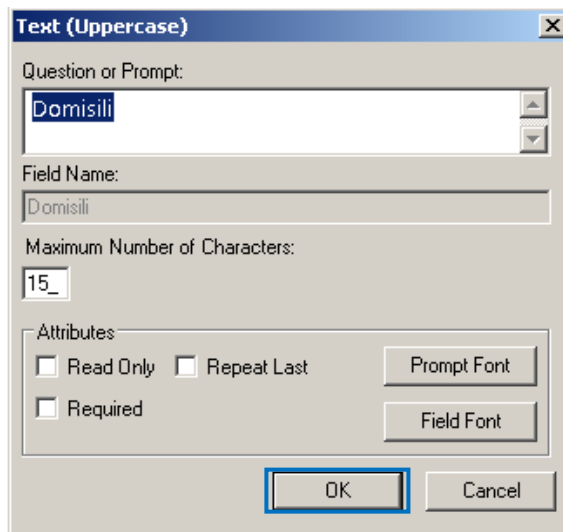 Text (Uppercase)
Question or Prompt:
Domisili
Field Name:
Domisili
Maximum Number of Characters:
15_
Attributes
Read Only Repeat Last Prompt Font
Required Field Font
OK Cancel